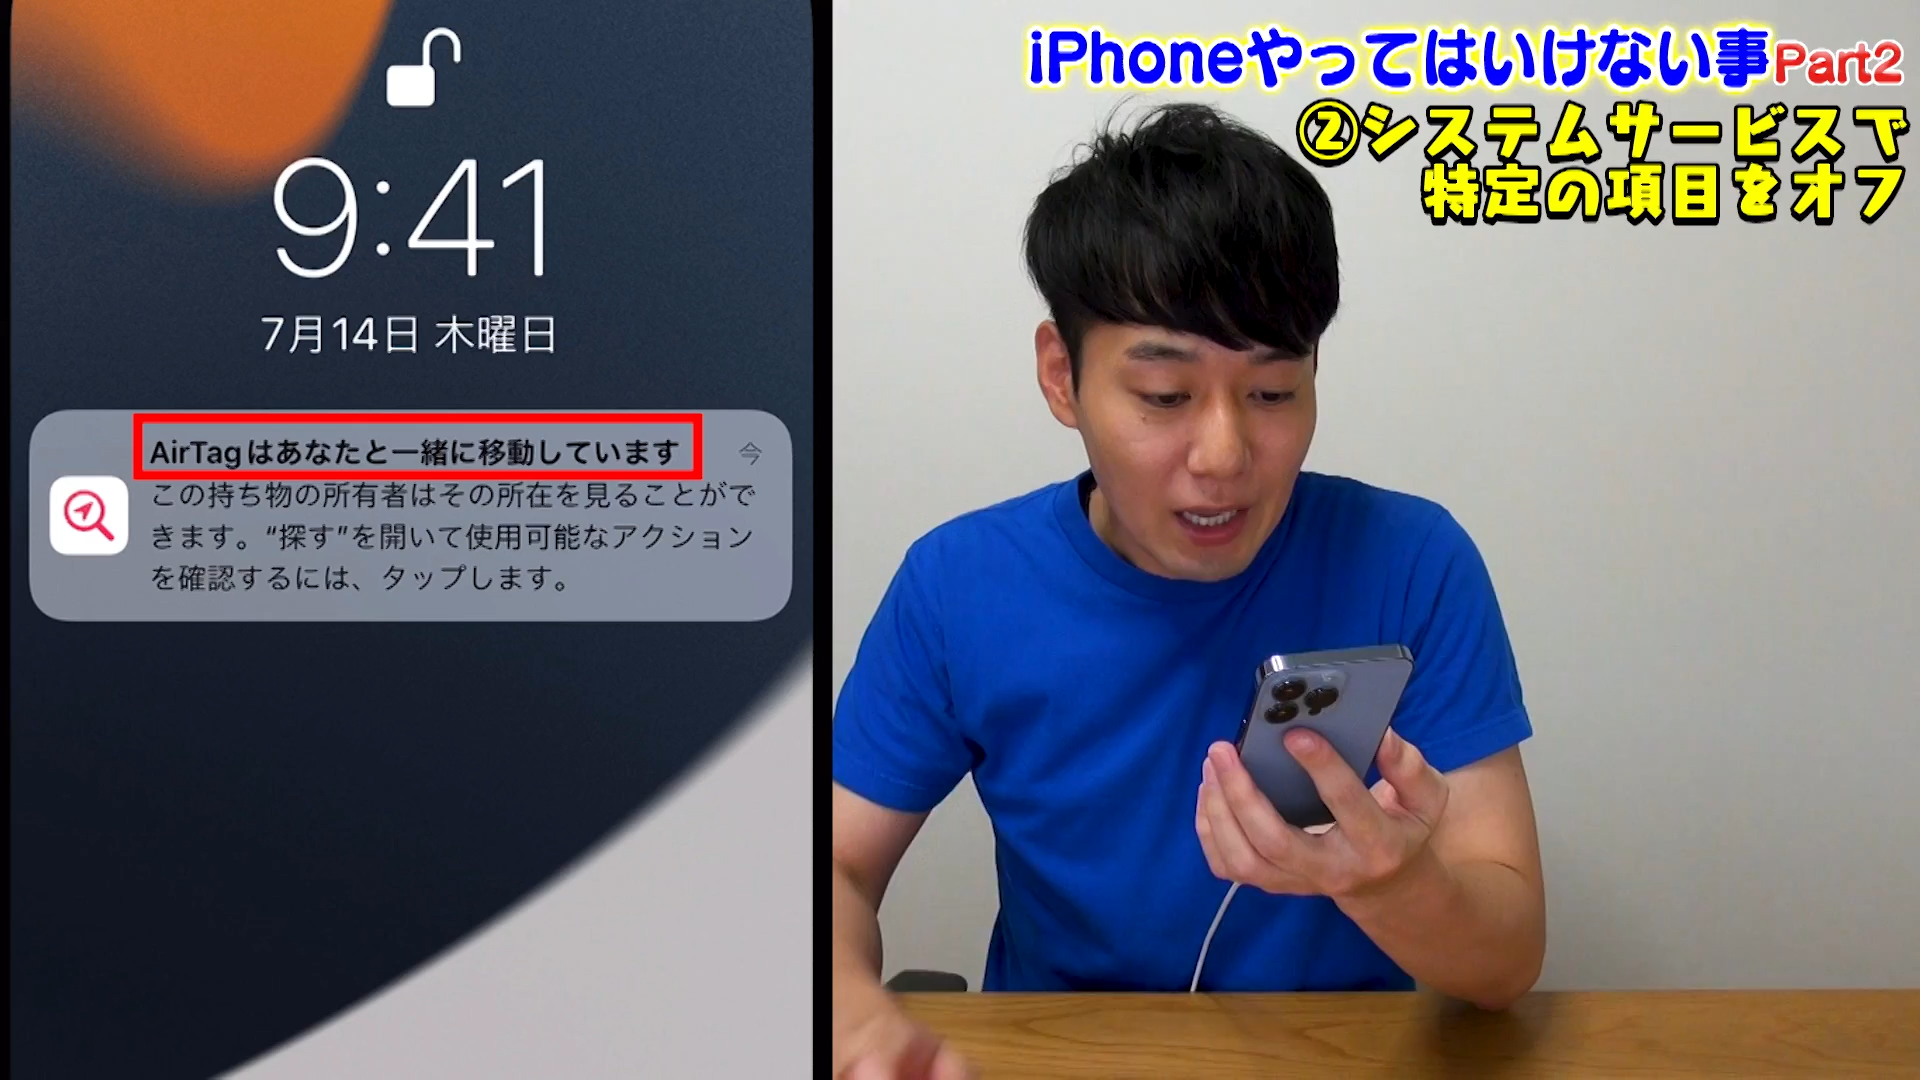 9:41
7月14日 木曜日
AirTagはあなたと一緒に移動しています
今
この持ち物の所有者はその所在を見ることがで
きます。“探す”を開いて使用可能なアクション
を確認するには、タップします。
iPhoneやってはいけない事Part2
②システムサービスで
特定の項目をオフ